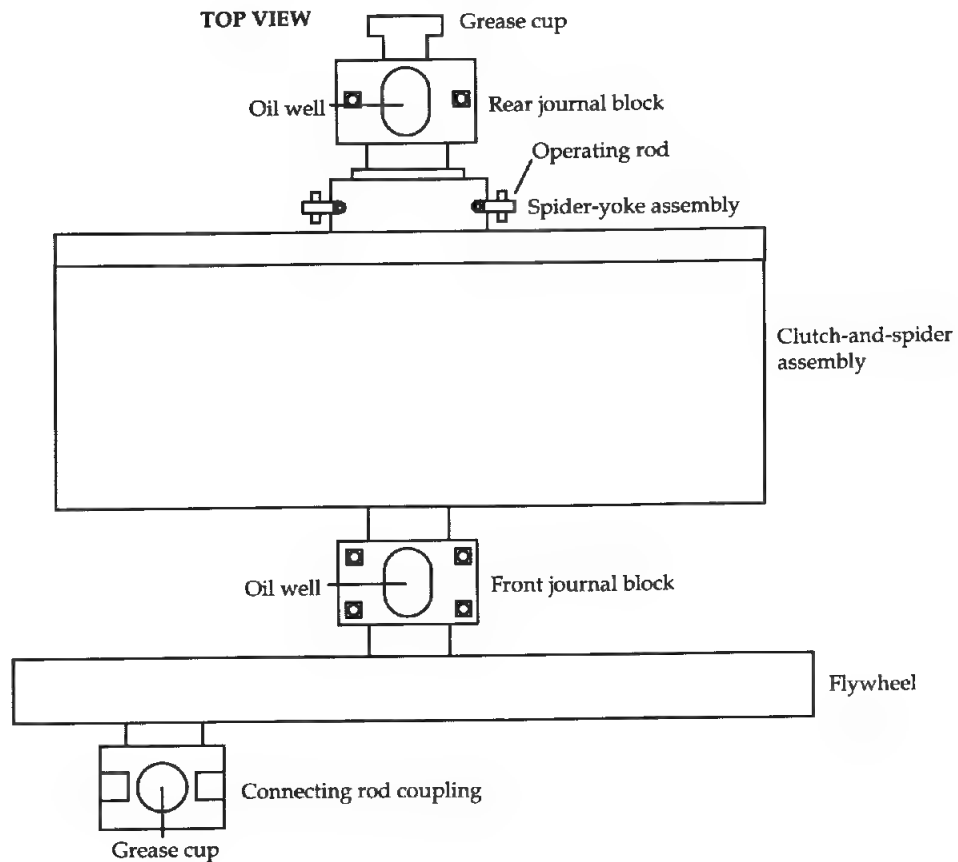 TOP VIEW
Grease cup
Oil well
Rear journal block
Operating rod
Spider-yoke assembly
Clutch-and-spider
assembly
Oil well
Front journal block
Flywheel
Connecting rod coupling
Grease cup